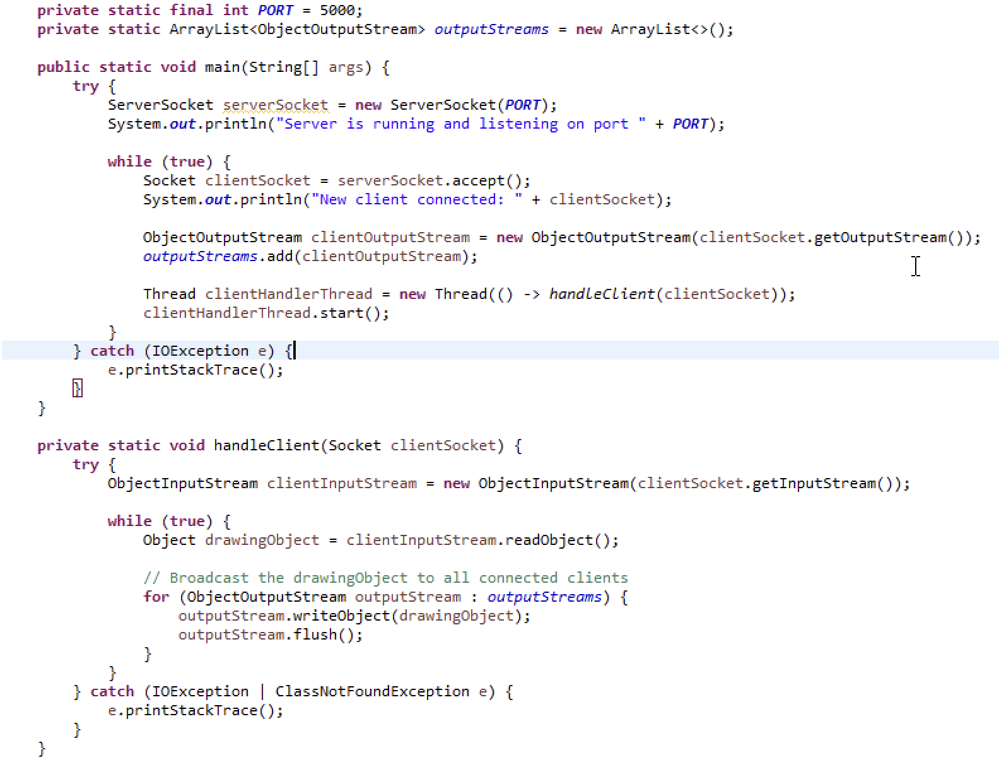 private static final int PORT = 5000;
private static ArrayList<ObjectOutputStream> outputStreams = new ArrayList<>();
public static void main(String[] args) {
try {
ServerSocket serverSocket = new ServerSocket(PORT);
System.out.println("Server is running and listening on port " + PORT);
while (true) {
Socket clientSocket = serverSocket.accept();
System.out.println("New client connected: " + clientSocket);
ObjectOutputStream clientOutputStream = new ObjectOutputStream(clientSocket.getOutputStream());
outputStreams.add(clientOutputStream);
Thread clientHandlerThread = new Thread(() -> handleClient(clientSocket));
clientHandlerThread.start();
}
} catch (IOException e) {
e.printStackTrace();
}
}
private static void handleClient(Socket clientSocket) {
try {
ObjectInputStream clientInputStream = new ObjectInputStream(clientSocket.getInputStream());
while (true) {
Object drawingObject = clientInputStream.readObject();
// Broadcast the drawingObject to all connected clients
for (ObjectOutputStream outputStream : outputStreams) {
outputStream.writeObject(drawingObject);
outputStream.flush();
}
}
} catch (IOException | ClassNotFoundException e) {
e.printStackTrace();
}
}